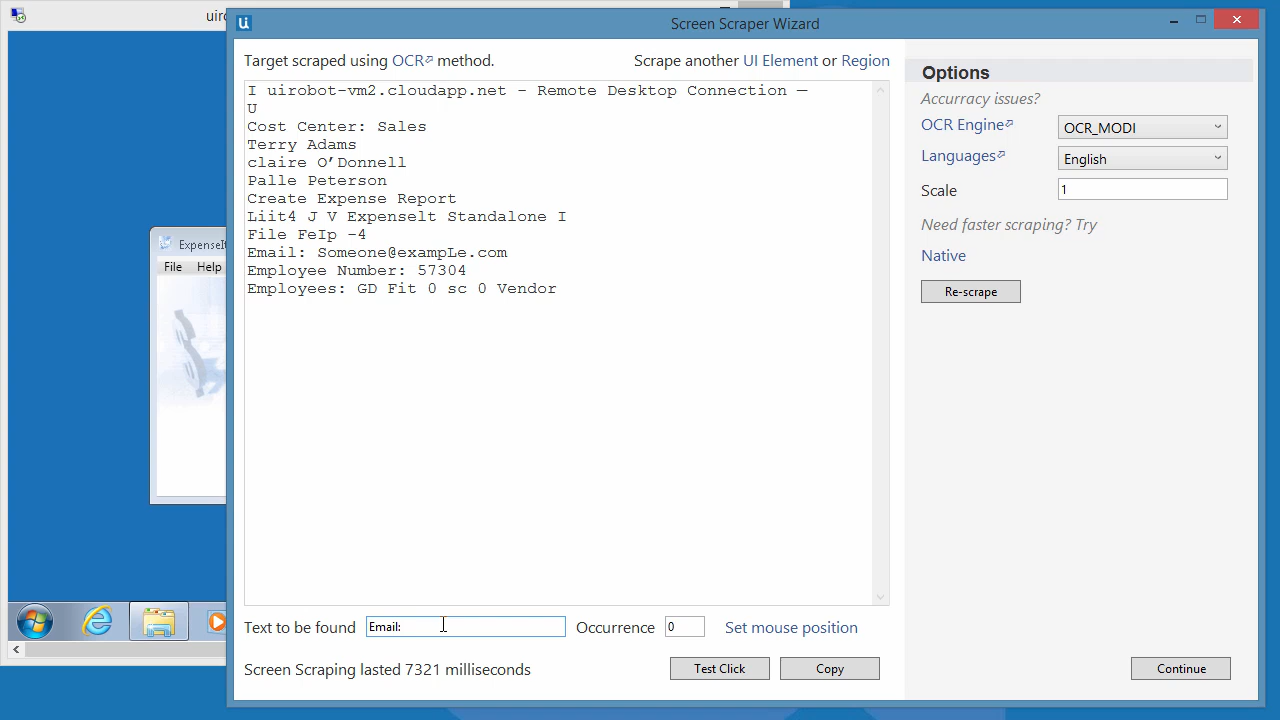 uiro
Screen Scraper Wizard
Target scraped using OCR method.
Scrape another UI Element or Region
I uirobot-vm2.cloudapp.net – Remote Desktop Connection —
U
Cost Center: Sales
Terry Adams
claire O’Donnell
Palle Peterson
Create Expense Report
Liit4 J V Expenselt Standalone I
File FeIp –4
Email: Someone@exampLe.com
Employee Number: 57304
Employees: GD Fit 0 sc 0 Vendor
Options
Accurracy issues?
OCR Engine OCR_MODI
Languages English
Scale 1
Need faster scraping? Try
Native
Re-scrape
ExpenseIt
File Help
Text to be found Email: Occurrence 0 Set mouse position
Screen Scraping lasted 7321 milliseconds
Test Click Copy Continue